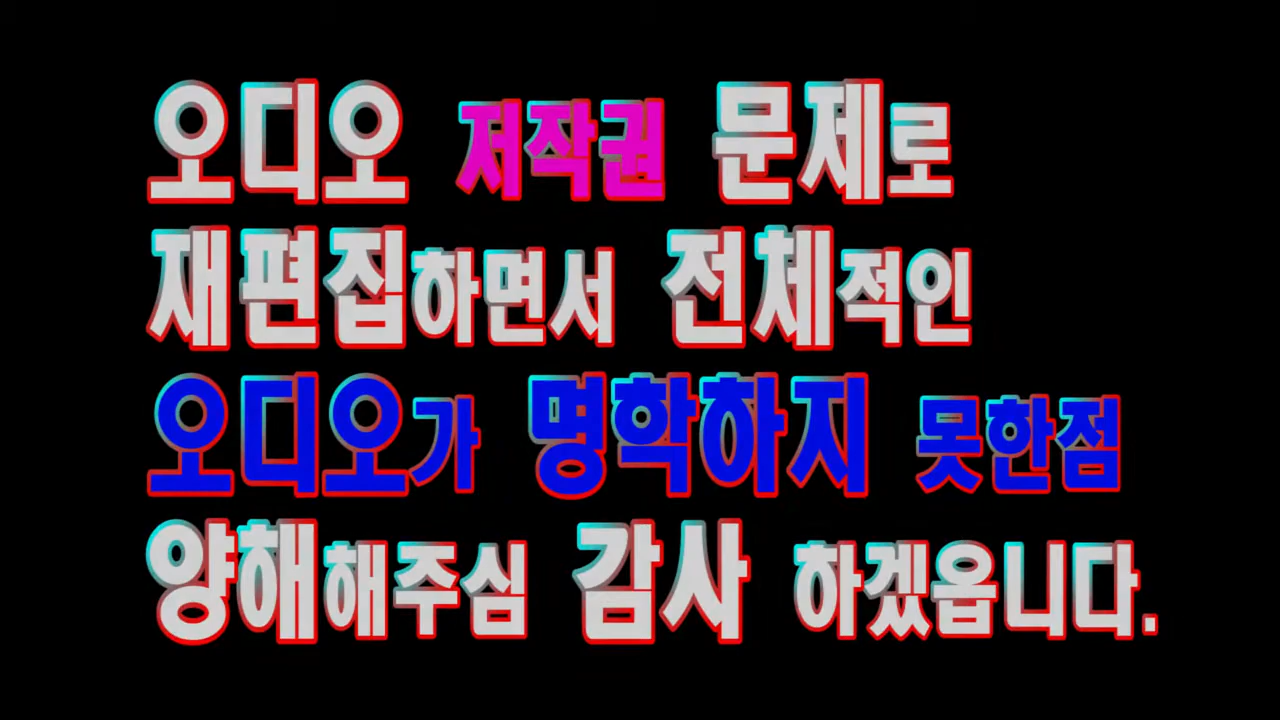 오디오 저작권 문제로
재편집하면서 전체적인
오디오가 명학하지 못한점
양해해주심 감사 하겠읍니다.